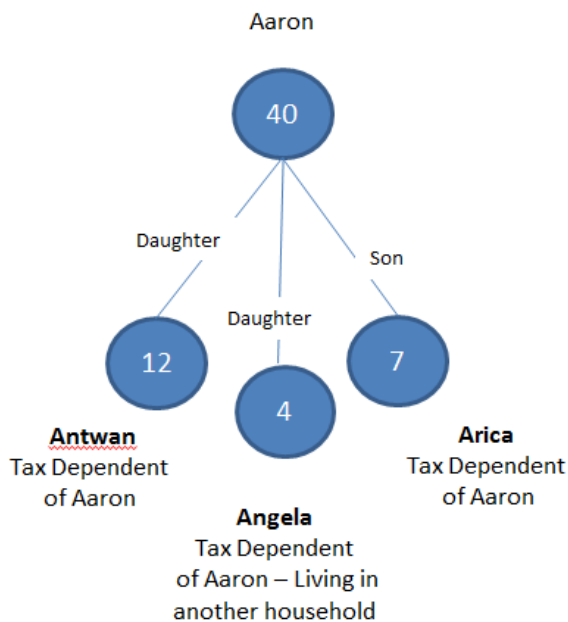 Aaron
40
Daughter
Son
Daughter
12
7
4
Antwan
Tax Dependent
of Aaron
Arica
Tax Dependent
of Aaron
Angela
Tax Dependent
of Aaron – Living in
another household